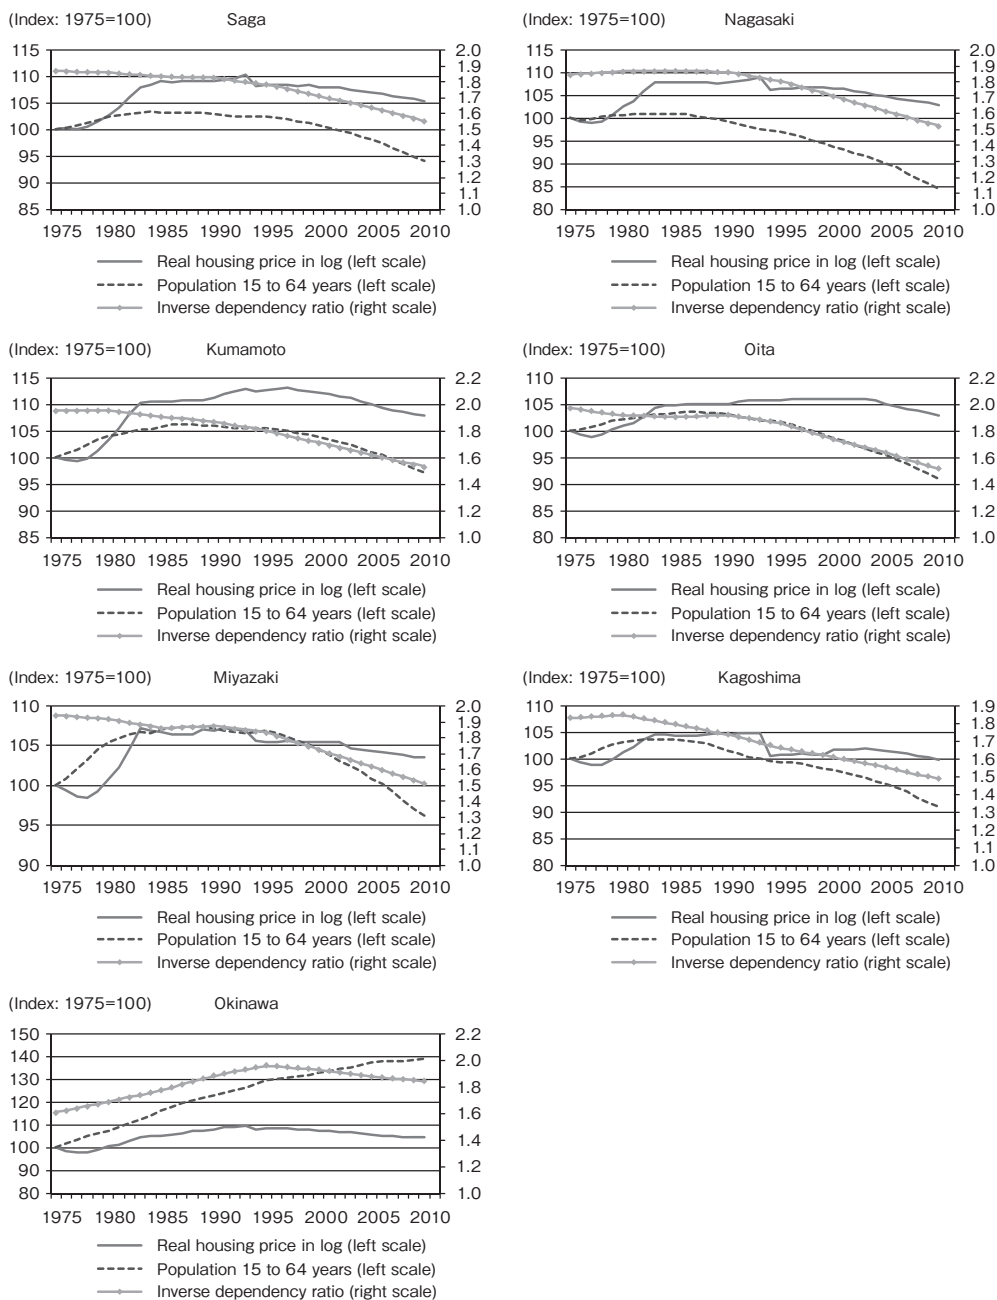 (Index: 1975=100) Saga
115 2.0
110 1.9
105 1.8
100 1.7
95 1.6
90 1.5
85 1.4
1.3
1.2
1.1
1.0
1975 1980 1985 1990 1995 2000 2005 2010
Real housing price in log (left scale)
Population 15 to 64 years (left scale)
Inverse dependency ratio (right scale)
(Index: 1975=100) Nagasaki
115 2.0
110 1.9
105 1.8
100 1.7
95 1.6
90 1.5
85 1.4
80 1.3
1.2
1.1
1.0
1975 1980 1985 1990 1995 2000 2005 2010
Real housing price in log (left scale)
Population 15 to 64 years (left scale)
Inverse dependency ratio (right scale)
(Index: 1975=100) Kumamoto
115 2.2
110 2.0
105 1.8
100 1.6
95 1.4
90 1.2
85 1.0
1975 1980 1985 1990 1995 2000 2005 2010
Real housing price in log (left scale)
Population 15 to 64 years (left scale)
Inverse dependency ratio (right scale)
(Index: 1975=100) Oita
110 2.2
105 2.0
100 1.8
95 1.6
90 1.4
85 1.2
80 1.0
1975 1980 1985 1990 1995 2000 2005 2010
Real housing price in log (left scale)
Population 15 to 64 years (left scale)
Inverse dependency ratio (right scale)
(Index: 1975=100) Miyazaki
110 2.0
105 1.9
100 1.8
95 1.7
90 1.6
1.5
1.4
1.3
1.2
1.1
1.0
1975 1980 1985 1990 1995 2000 2005 2010
Real housing price in log (left scale)
Population 15 to 64 years (left scale)
Inverse dependency ratio (right scale)
(Index: 1975=100) Kagoshima
110 1.9
105 1.8
100 1.7
95 1.6
90 1.5
85 1.4
80 1.3
1.2
1.1
1.0
1975 1980 1985 1990 1995 2000 2005 2010
Real housing price in log (left scale)
Population 15 to 64 years (left scale)
Inverse dependency ratio (right scale)
(Index: 1975=100) Okinawa
150 2.2
140 2.0
130 1.8
120 1.6
110 1.4
100 1.2
90 1.0
80
1975 1980 1985 1990 1995 2000 2005 2010
Real housing price in log (left scale)
Population 15 to 64 years (left scale)
Inverse dependency ratio (right scale)